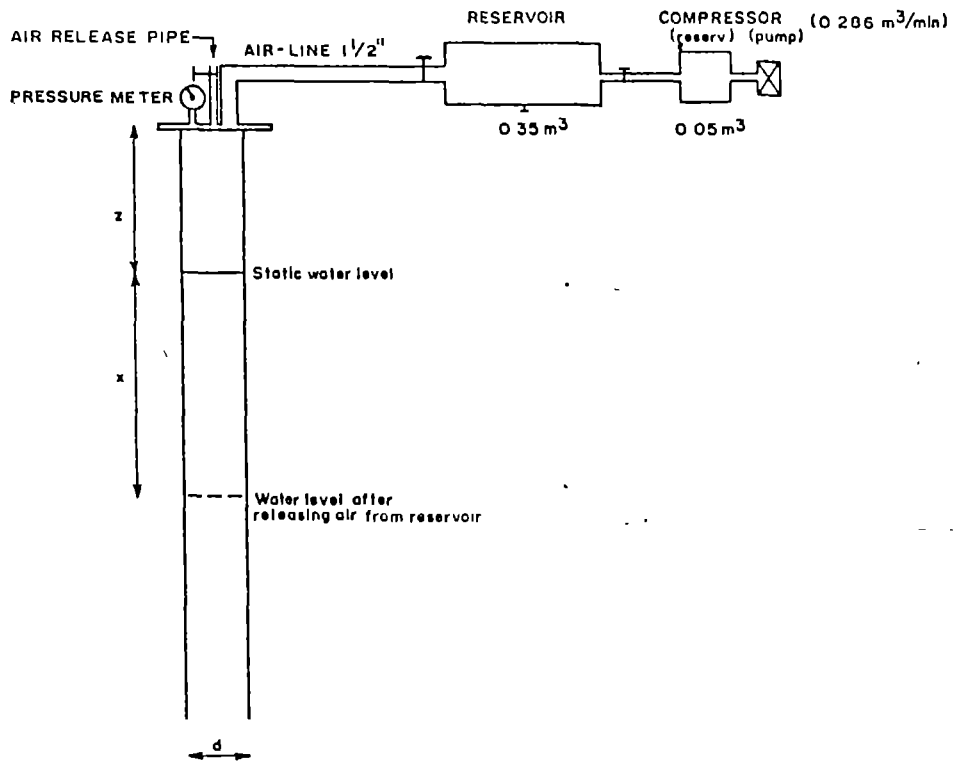 RESERVOIR
COMPRESSOR (0 286 m³/min)
(reserv) (pump)
AIR RELEASE PIPE
AIR-LINE 1 1/2"
PRESSURE METER
0 35 m³
0 05 m³
z
Static water level
x
Water level after
releasing air from reservoir
d